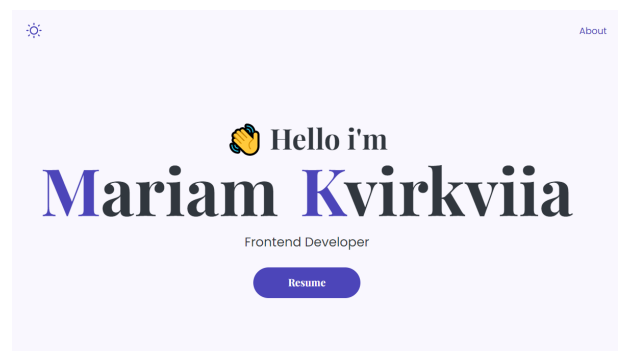 About
Hello i'm
Mariam Kvirkviia
Frontend Developer
Resume